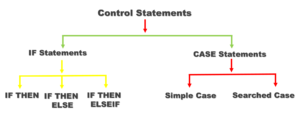 Control Statements
IF Statements
CASE Statements
IF THEN
IF THEN
ELSE
IF THEN
ELSEIF
Simple Case
Searched Case